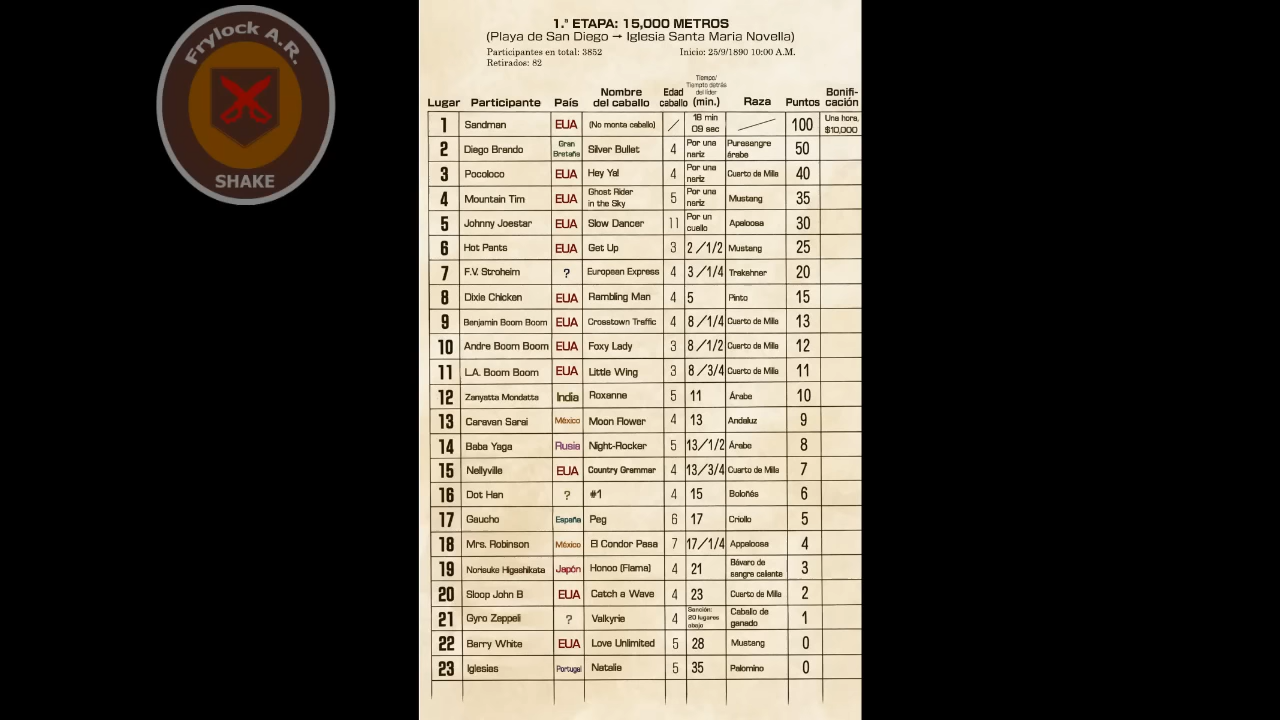 Frylock A.R.
SHAKE
1.ª ETAPA: 15,000 METROS
(Playa de San Diego → Iglesia Santa Maria Novella)
Participantes en total: 3852 Inicio: 25/9/1890 10:00 A.M.
Retirados: 82
Lugar Participante País Nombre del caballo Edad caballo Tiempo/ Tiempto detrás del líder (min.) Raza Puntos Bonifi-cación
1 Sandman EUA (No monta caballo) / 18 min 09 sec 100 Una hora, $10,000
2 Diego Brando Gran Bretaña Silver Bullet 4 Por una nariz Purasangre árabe 50
3 Pocoloco EUA Hey Ya! 4 Por una nariz Cuarto de Milla 40
4 Mountain Tim EUA Ghost Rider in the Sky 5 Por una nariz Mustang 35
5 Johnny Joestar EUA Slow Dancer 11 Por un cuello Apaloosa 30
6 Hot Pants EUA Get Up 3 2/1/2 Mustang 25
7 F.V. Stroheim ? European Express 4 3/1/4 Trakehner 20
8 Dixie Chicken EUA Rambling Man 4 5 Pinto 15
9 Benjamin Boom Boom EUA Crosstown Traffic 4 8/1/4 Cuarto de Milla 13
10 Andre Boom Boom EUA Foxy Lady 3 8/1/2 Cuarto de Milla 12
11 L.A. Boom Boom EUA Little Wing 3 8/3/4 Cuarto de Milla 11
12 Zanyatta Mondatta India Roxanne 5 11 Árabe 10
13 Caravan Sarai México Moon Flower 4 13 Andaluz 9
14 Baba Yaga Rusia Night-Rocker 5 13/1/2 Árabe 8
15 Nellyville EUA Country Grammar 4 13/3/4 Cuarto de Milla 7
16 Dot Han ? #1 4 15 Boloñés 6
17 Gaucho España Peg 6 17 Criollo 5
18 Mrs. Robinson México El Condor Pasa 7 17/1/4 Appaloosa 4
19 Norisuke Higashikata Japón Honoo (Flama) 4 21 Bávaro de sangre caliente 3
20 Sloop John B EUA Catch a Wave 4 23 Cuarto de Milla 2
21 Gyro Zeppeli ? Valkyrie 4 Sanción: 20 lugares abajo Caballo de ganado 1
22 Barry White EUA Love Unlimited 5 28 Mustang 0
23 Iglesias Portugal Natalie 5 35 Palomino 0